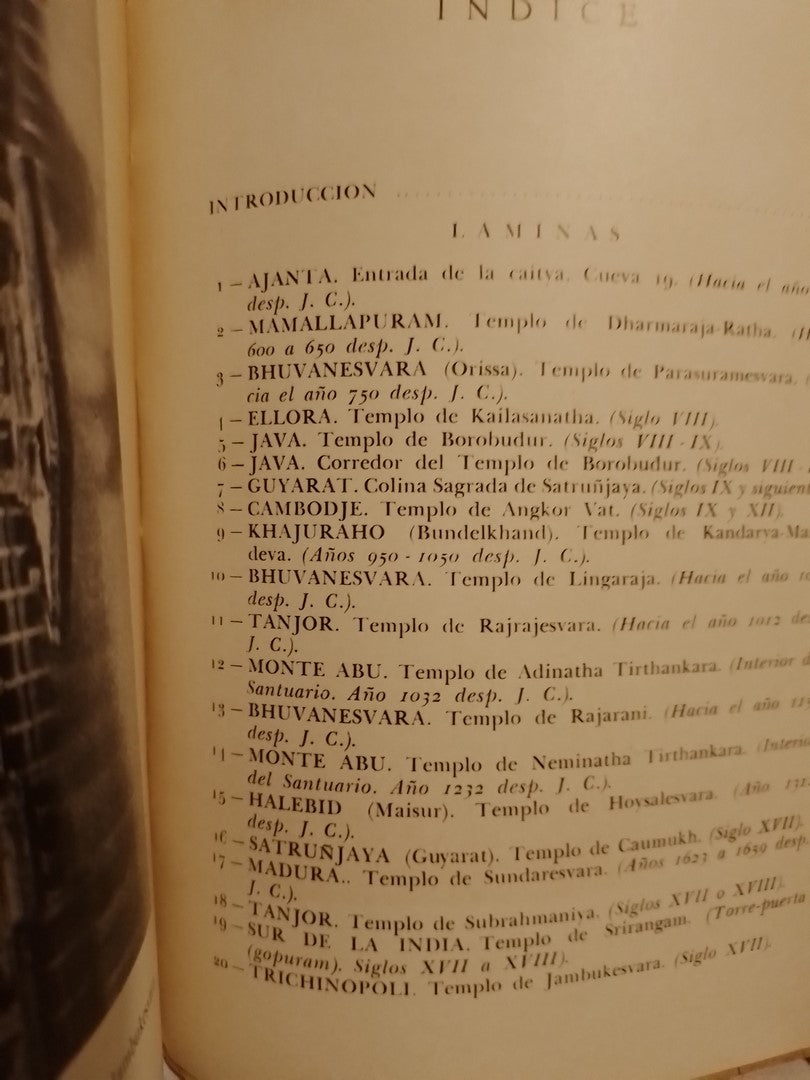 INDICE
INTRODUCCION
LAMINAS
1 – AJANTA. Entrada de la caitya. Cueva 19. (Hacia el año
desp. J. C.).
2 – MAMALLAPURAM. Templo de Dharmaraja-Ratha.
600 a 650 desp. J. C.).
3 – BHUVANESVARA (Orissa). Templo de Parasuramesvara.
cia el año 750 desp. J. C.).
4 – ELLORA. Templo de Kailasanatha. (Siglo VIII).
5 – JAVA. Templo de Borobudur. (Siglos VIII - IX).
6 – JAVA. Corredor del Templo de Borobudur. (Siglos VIII -
7 – GUYARAT. Colina Sagrada de Satruñjaya. (Siglos IX y
8 – CAMBODJE. Templo de Angkor Vat. (Siglos IX y XII).
9 – KHAJURAHO (Bundelkhand). Templo de Kandarya-Ma
deva. (Años 950 - 1050 desp. J. C.).
10 – BHUVANESVARA. Templo de Lingaraja. (Hacia el año
desp. J. C.).
11 – TANJOR. Templo de Rajrajesvara. (Hacia el año 1012
J. C.).
12 – MONTE ABU. Templo de Adinatha Tirthankara. (Interior
Santuario. Año 1032 desp. J. C.).
13 – BHUVANESVARA. Templo de Rajarani. (Hacia el año
desp. J. C.).
14 – MONTE ABU. Templo de Neminatha Tirthankara.
del Santuario. Año 1232 desp. J. C.).
15 – HALEBID (Maisur). Templo de Hoysalesvara. (Año
desp. J. C.).
16 – SATRUÑJAYA (Guyarat). Templo de Caumukh. (Siglo XVII).
17 – MADURA.. Templo de Sundaresvara. (Años 1623 a 1659 desp.
J. C.).
18 – TANJOR. Templo de Subrahmaniya. (Siglos XVII o XVIII).
19 – SUR DE LA INDIA. Templo de Srirangam. (Torre-puerta
(gopuram). Siglos XVII a XVIII).
20 – TRICHINOPOLI. Templo de Jambukesvara. (Siglo XVII).